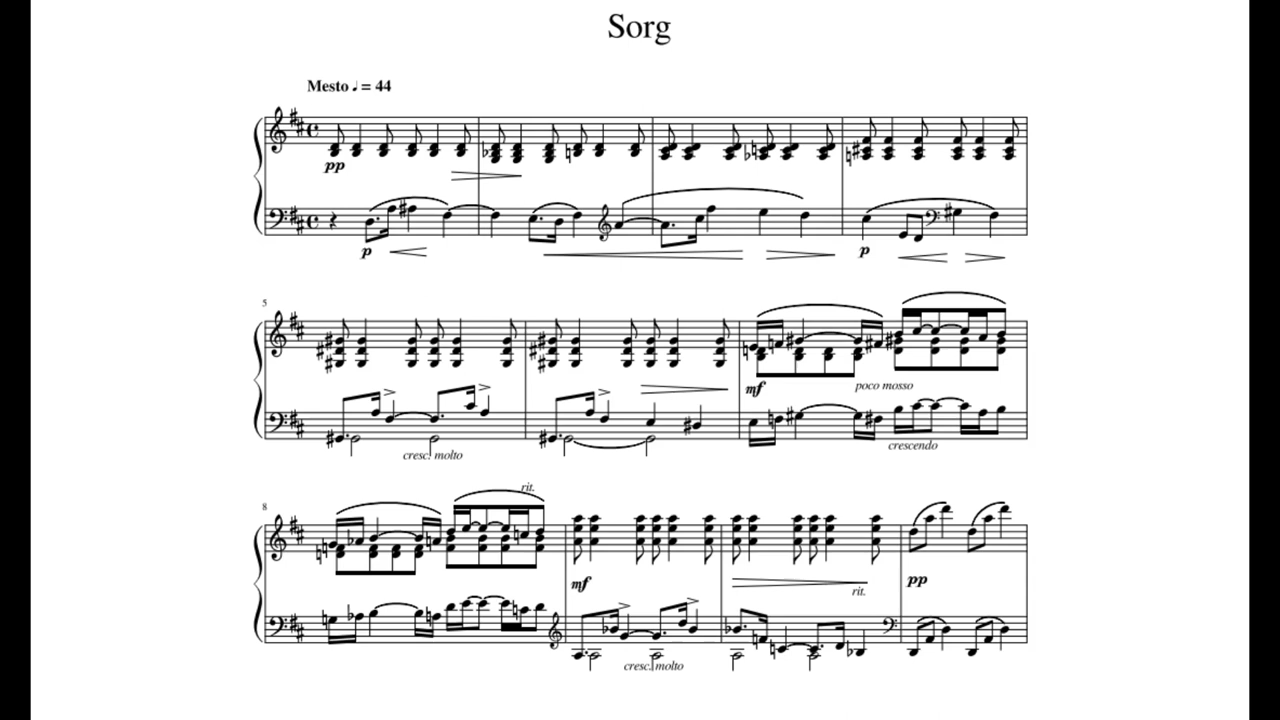 Sorg
Mesto ♩ = 44
pp
p
p
5
mf
poco mosso
cresc. molto
crescendo
8
rit.
mf
pp
rit.
cresc. molto